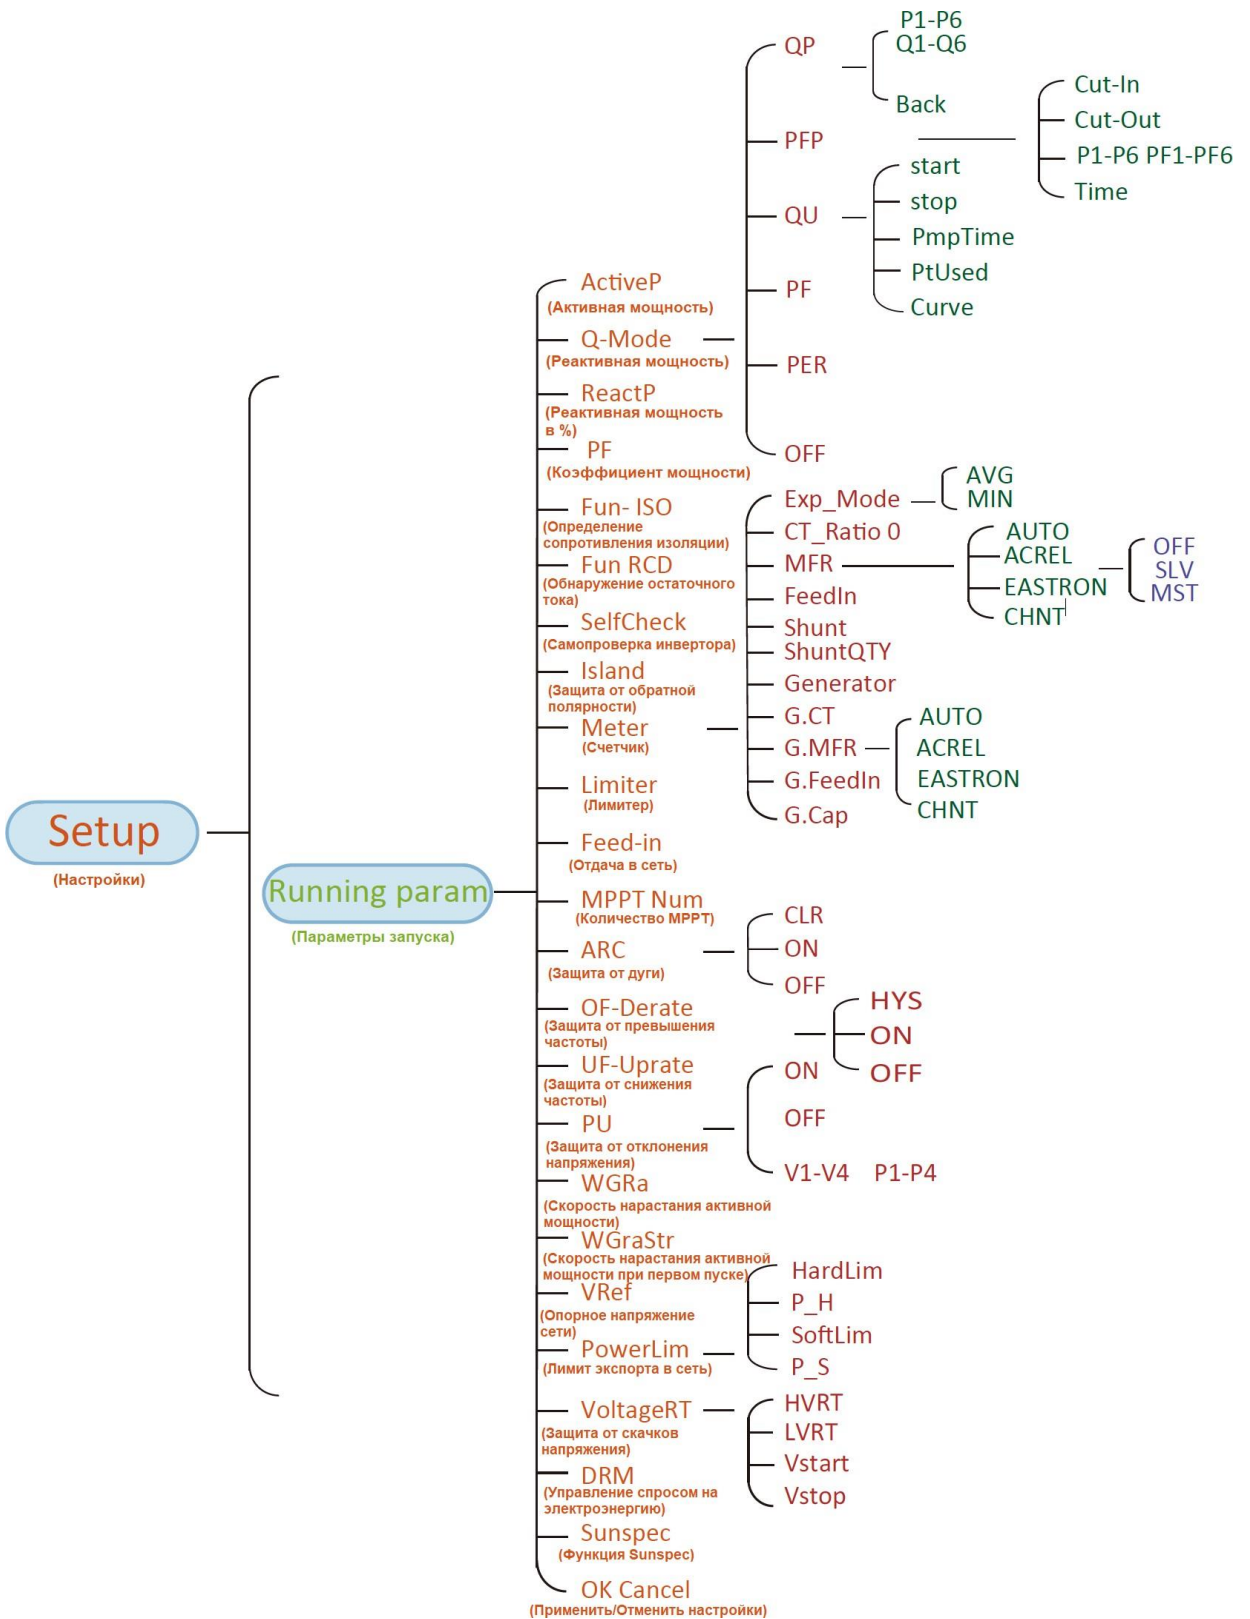 Setup
(Настройки)
Running param
(Параметры запуска)
ActiveP
(Активная мощность)
Q-Mode
(Реактивная мощность)
ReactP
(Реактивная мощность
в %)
PF
(Коэффициент мощности)
Fun- ISO
(Определение
сопротивления изоляции)
Fun RCD
(Обнаружение остаточного
тока)
SelfCheck
(Самопроверка инвертора)
Island
(Защита от обратной
полярности)
Meter
(Счетчик)
Limiter
(Лимитер)
Feed-in
(Отдача в сеть)
MPPT Num
(Количество MPPT)
ARC
(Защита от дуги)
OF-Derate
(Защита от превышения
частоты)
UF-Uprate
(Защита от снижения
частоты)
PU
(Защита от отклонения
напряжения)
WGRa
(Скорость нарастания активной
мощности)
WGraStr
(Скорость нарастания активной
мощности при первом пуске)
VRef
(Опорное напряжение
сети)
PowerLim
(Лимит экспорта в сеть)
VoltageRT
(Защита от скачков
напряжения)
DRM
(Управление спросом на
электроэнергию)
Sunspec
(Функция Sunspec)
OK Cancel
(Применить/Отменить настройки)
QP
PFP
QU
PF
PER
OFF
P1-P6
Q1-Q6
Back
Cut-In
Cut-Out
P1-P6 PF1-PF6
Time
start
stop
PmpTime
PtUsed
Curve
Exp_Mode
CT_Ratio 0
MFR
FeedIn
Shunt
ShuntQTY
Generator
G.CT
G.MFR
G.FeedIn
G.Cap
AVG
MIN
AUTO
ACREL
EASTRON
CHNT
OFF
SLV
MST
AUTO
ACREL
EASTRON
CHNT
CLR
ON
OFF
HYS
ON
OFF
ON
OFF
V1-V4 P1-P4
HardLim
P_H
SoftLim
P_S
HVRT
LVRT
Vstart
Vstop